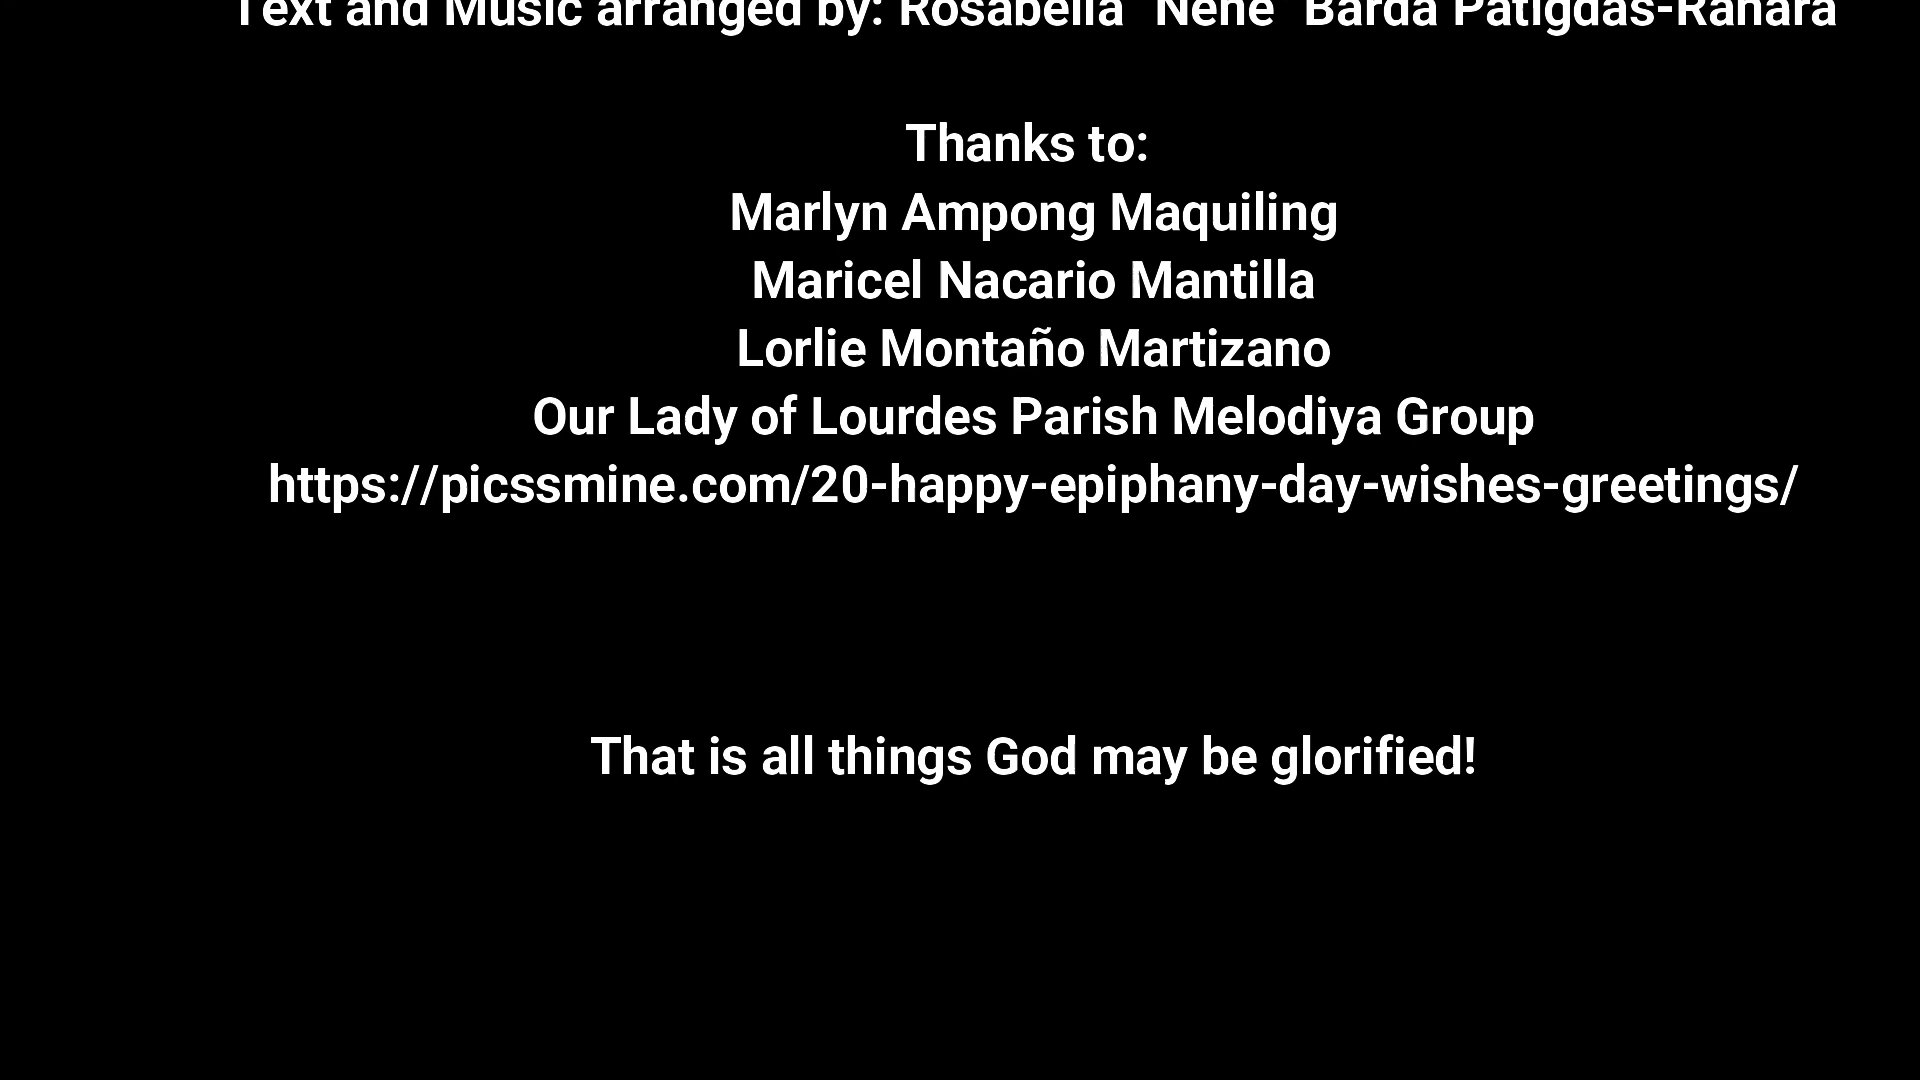 Text and Music arranged by: Rosabella "Nene" Barda Patigdas-Rañara
Thanks to:
Marlyn Ampong Maquiling
Maricel Nacario Mantilla
Lorlie Montaño Martizano
Our Lady of Lourdes Parish Melodiya Group
https://picssmine.com/20-happy-epiphany-day-wishes-greetings/
That is all things God may be glorified!